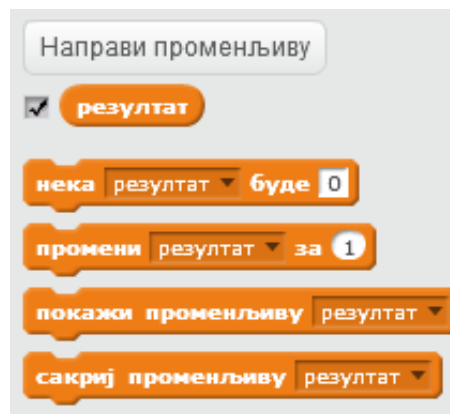 Направи променљиву
резултат
нека резултат буде 0
промени резултат за 1
покажи променљиву резултат
сакриј променљиву резултат